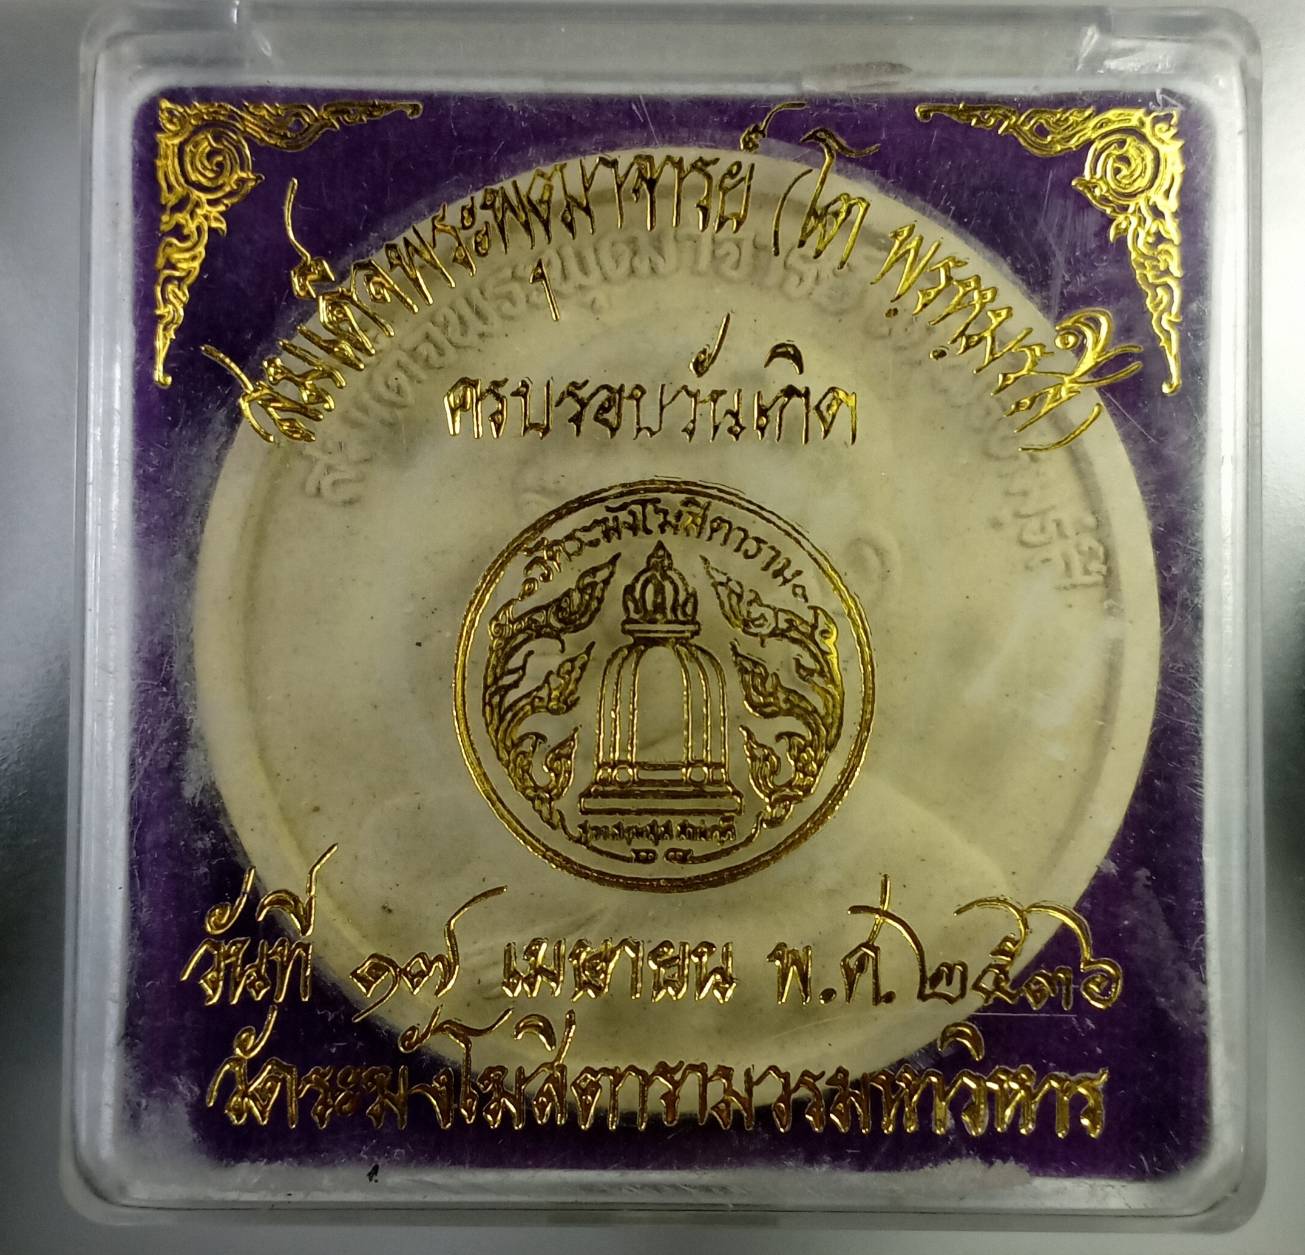 สมเด็จพระพุฒาจารย์ (โต พฺรหฺมรํสี)
ครบรอบวันเกิด
วัดระฆังโฆสิตาราม
วันที่ ๑๗ เมษายน พ.ศ.๒๕๓๖
วัดระฆังโฆสิตารามวรมหาวิหาร